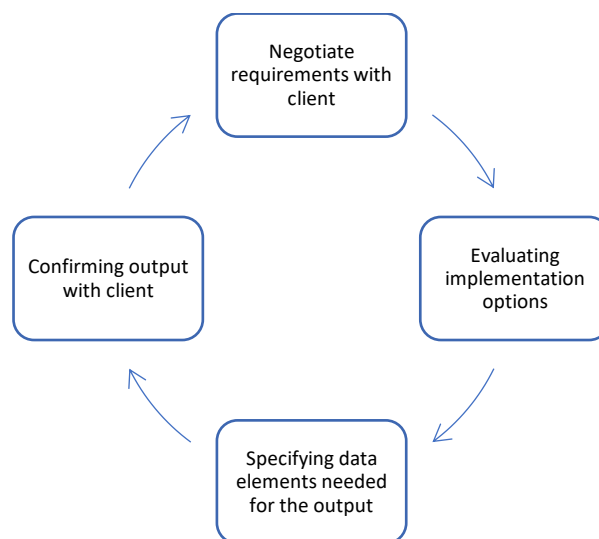 Negotiate
requirements with
client
Evaluating
implementation
options
Specifying data
elements needed
for the output
Confirming output
with client